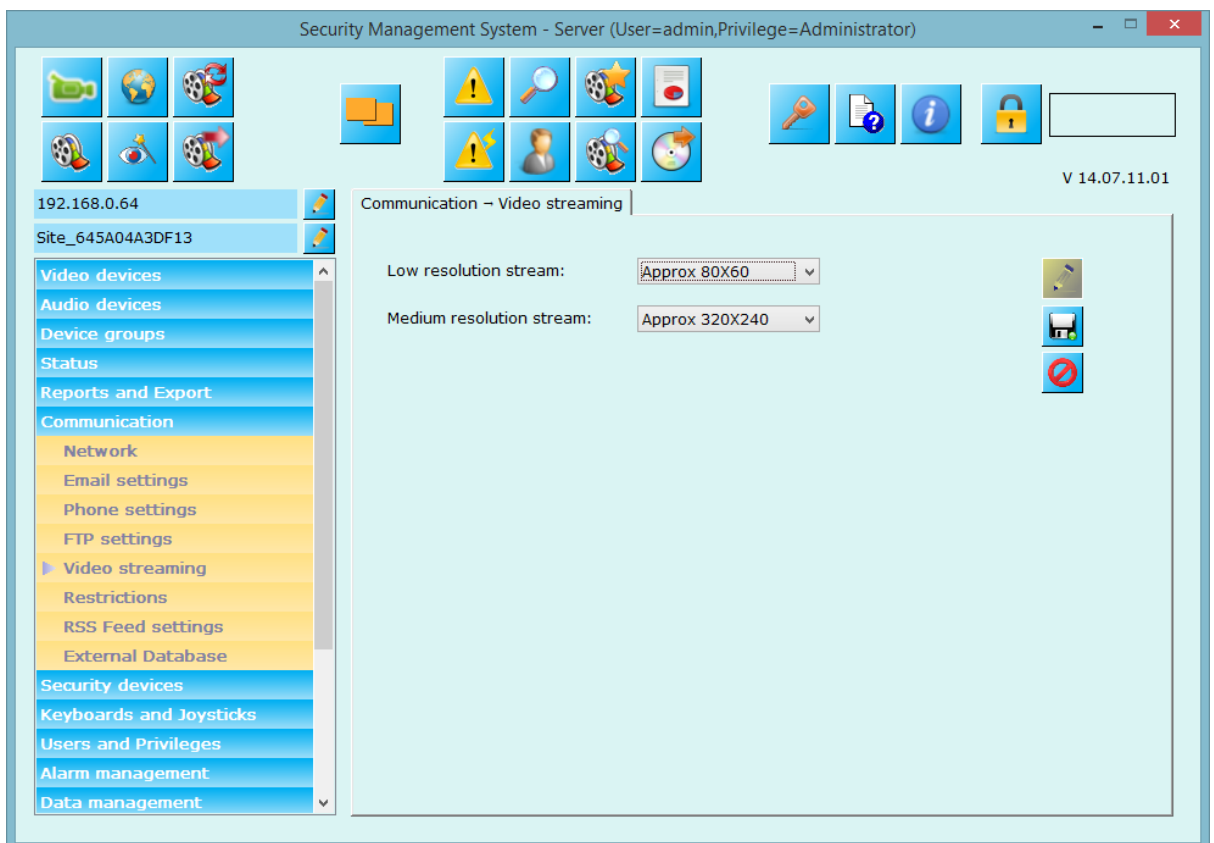 Security Management System - Server (User=admin,Privilege=Administrator)
V 14.07.11.01
192.168.0.64
Site_645A04A3DF13
Video devices
Audio devices
Device groups
Status
Reports and Export
Communication
Network
Email settings
Phone settings
FTP settings
Video streaming
Restrictions
RSS Feed settings
External Database
Security devices
Keyboards and Joysticks
Users and Privileges
Alarm management
Data management
Communication → Video streaming
Low resolution stream: Approx 80X60
Medium resolution stream: Approx 320X240